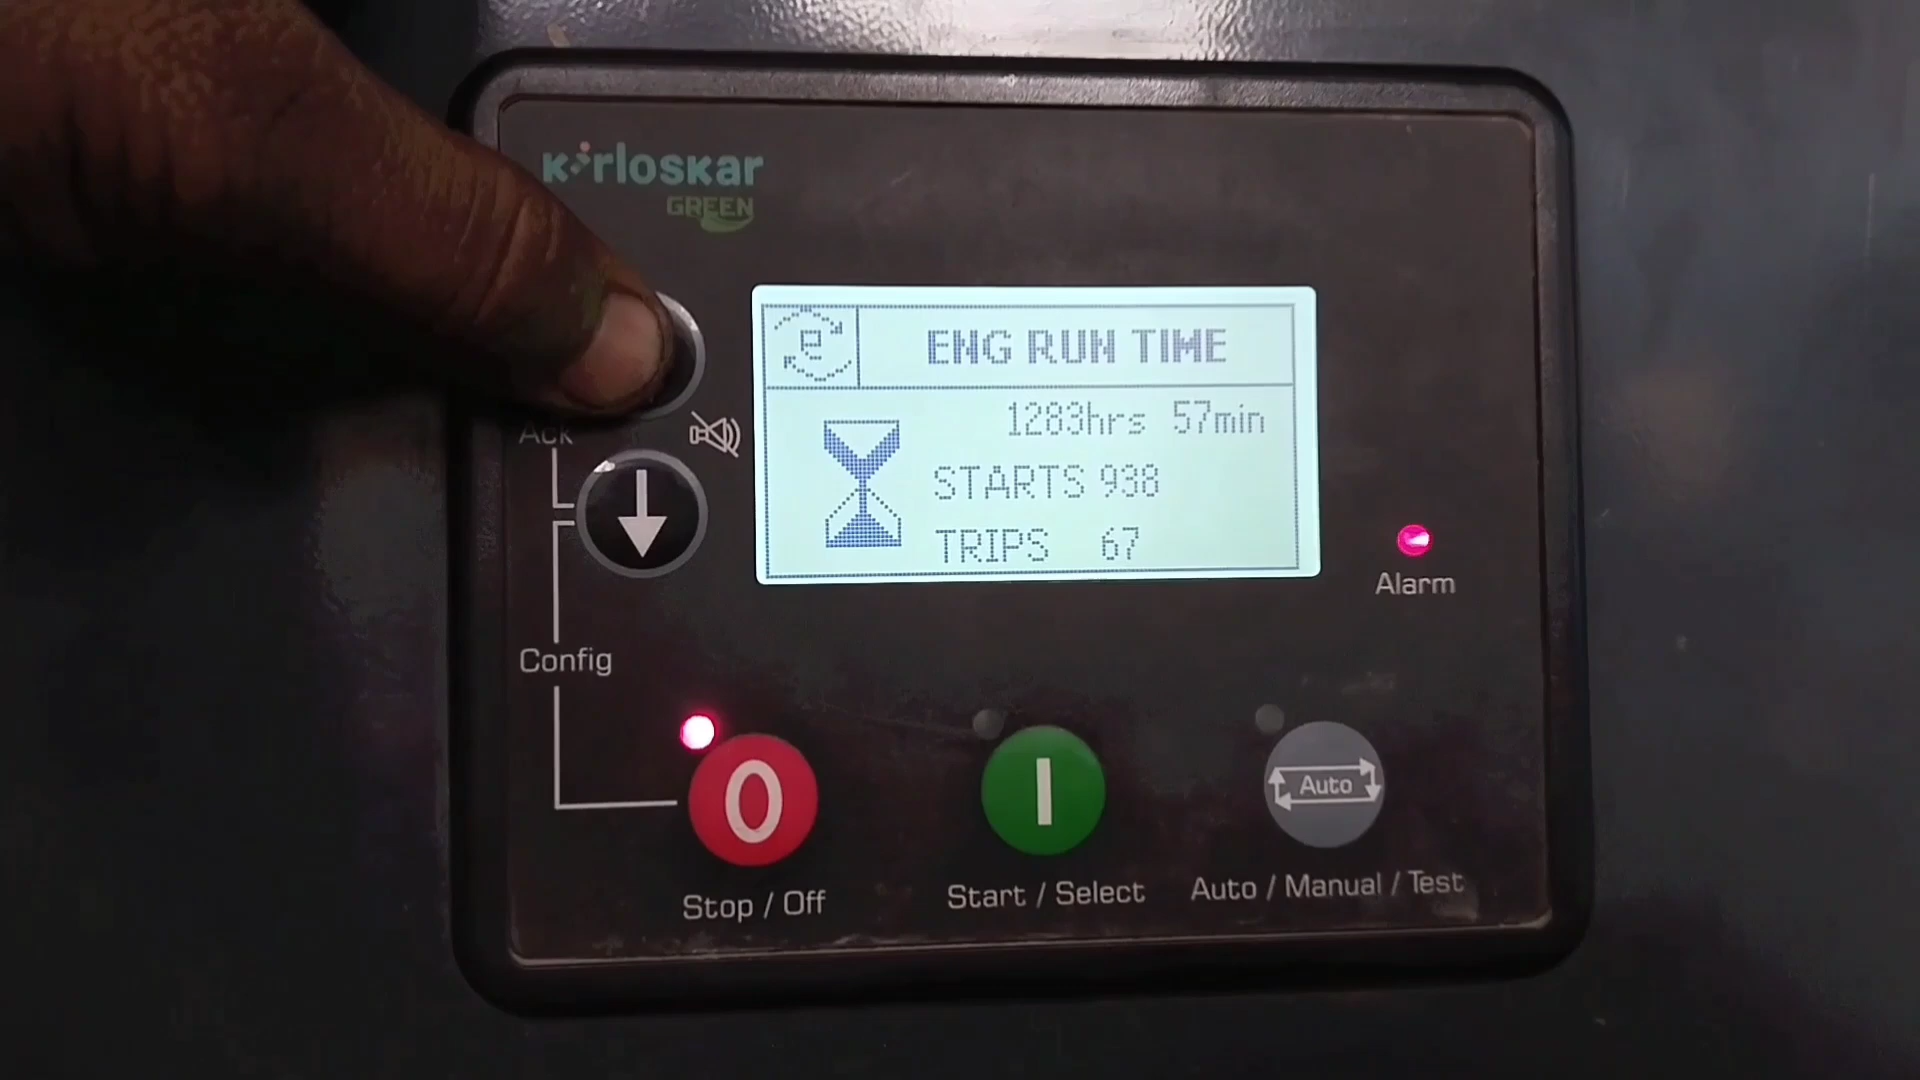 Kirloskar
GREEN
ENG RUN TIME
1283hrs 57min
STARTS 938
TRIPS 67
Ack
Alarm
Config
0
I
Auto
Stop / Off
Start / Select
Auto / Manual / Test